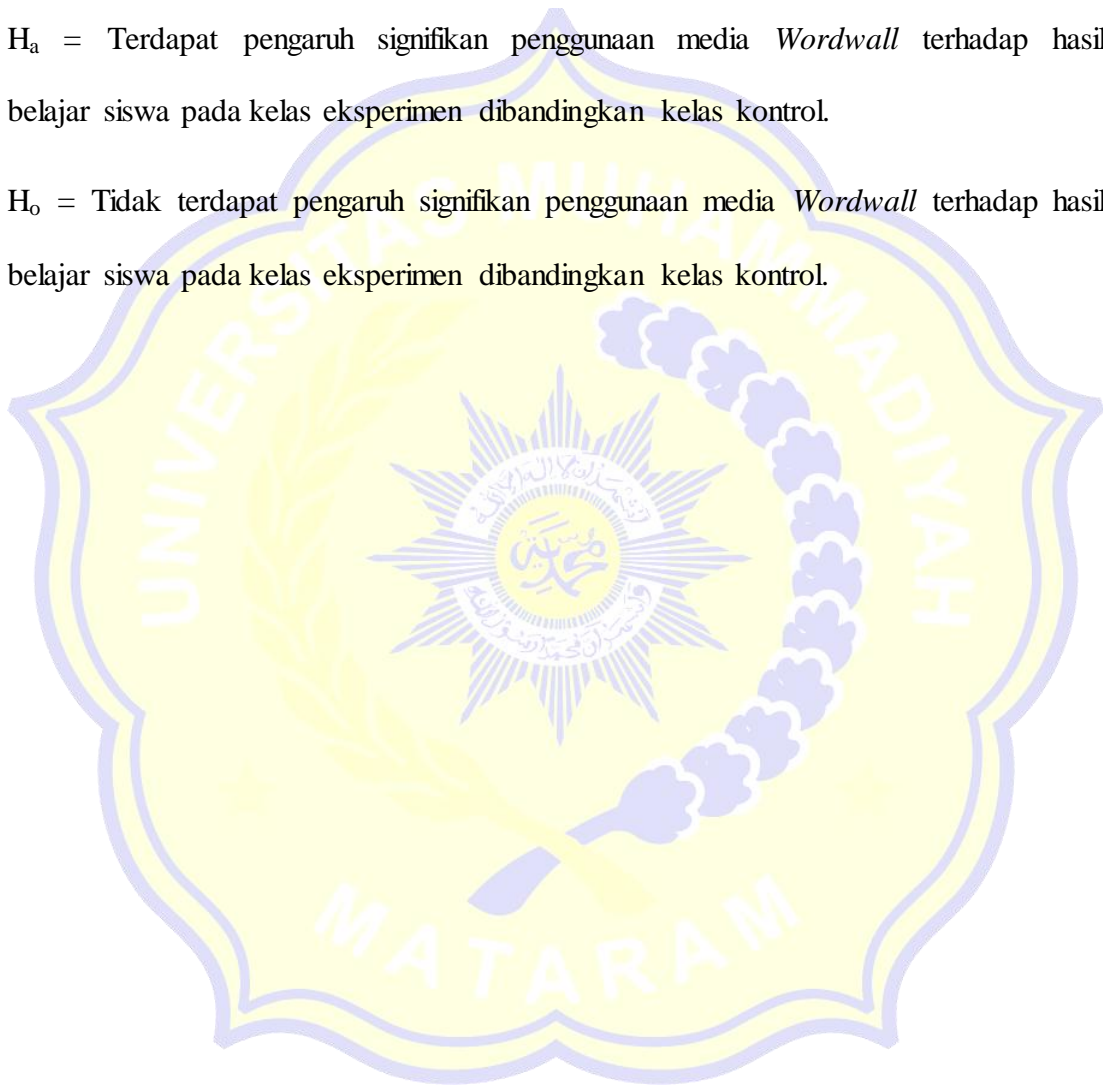 Hₐ = Terdapat pengaruh signifikan penggunaan media Wordwall terhadap hasil
belajar siswa pada kelas eksperimen dibandingkan kelas kontrol.
Hₒ = Tidak terdapat pengaruh signifikan penggunaan media Wordwall terhadap hasil
belajar siswa pada kelas eksperimen dibandingkan kelas kontrol.
UNIVERSITAS MUHAMMADIYAH
MATARAM